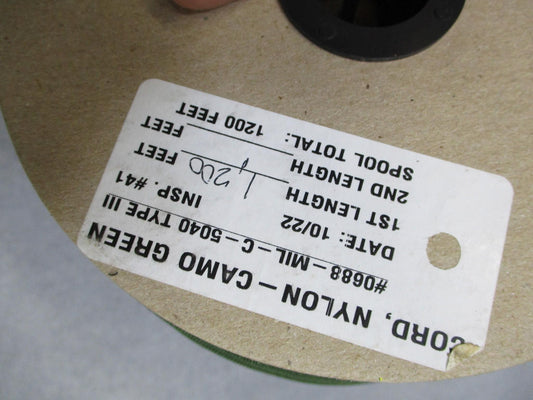 CORD, NYLON – CAMO GREEN
#0688 – MIL – C – 5040 TYPE III
DATE: 10/22 INSP. #41
1ST LENGTH 1,200 FEET
2ND LENGTH ________ FEET
SPOOL TOTAL: 1200 FEET